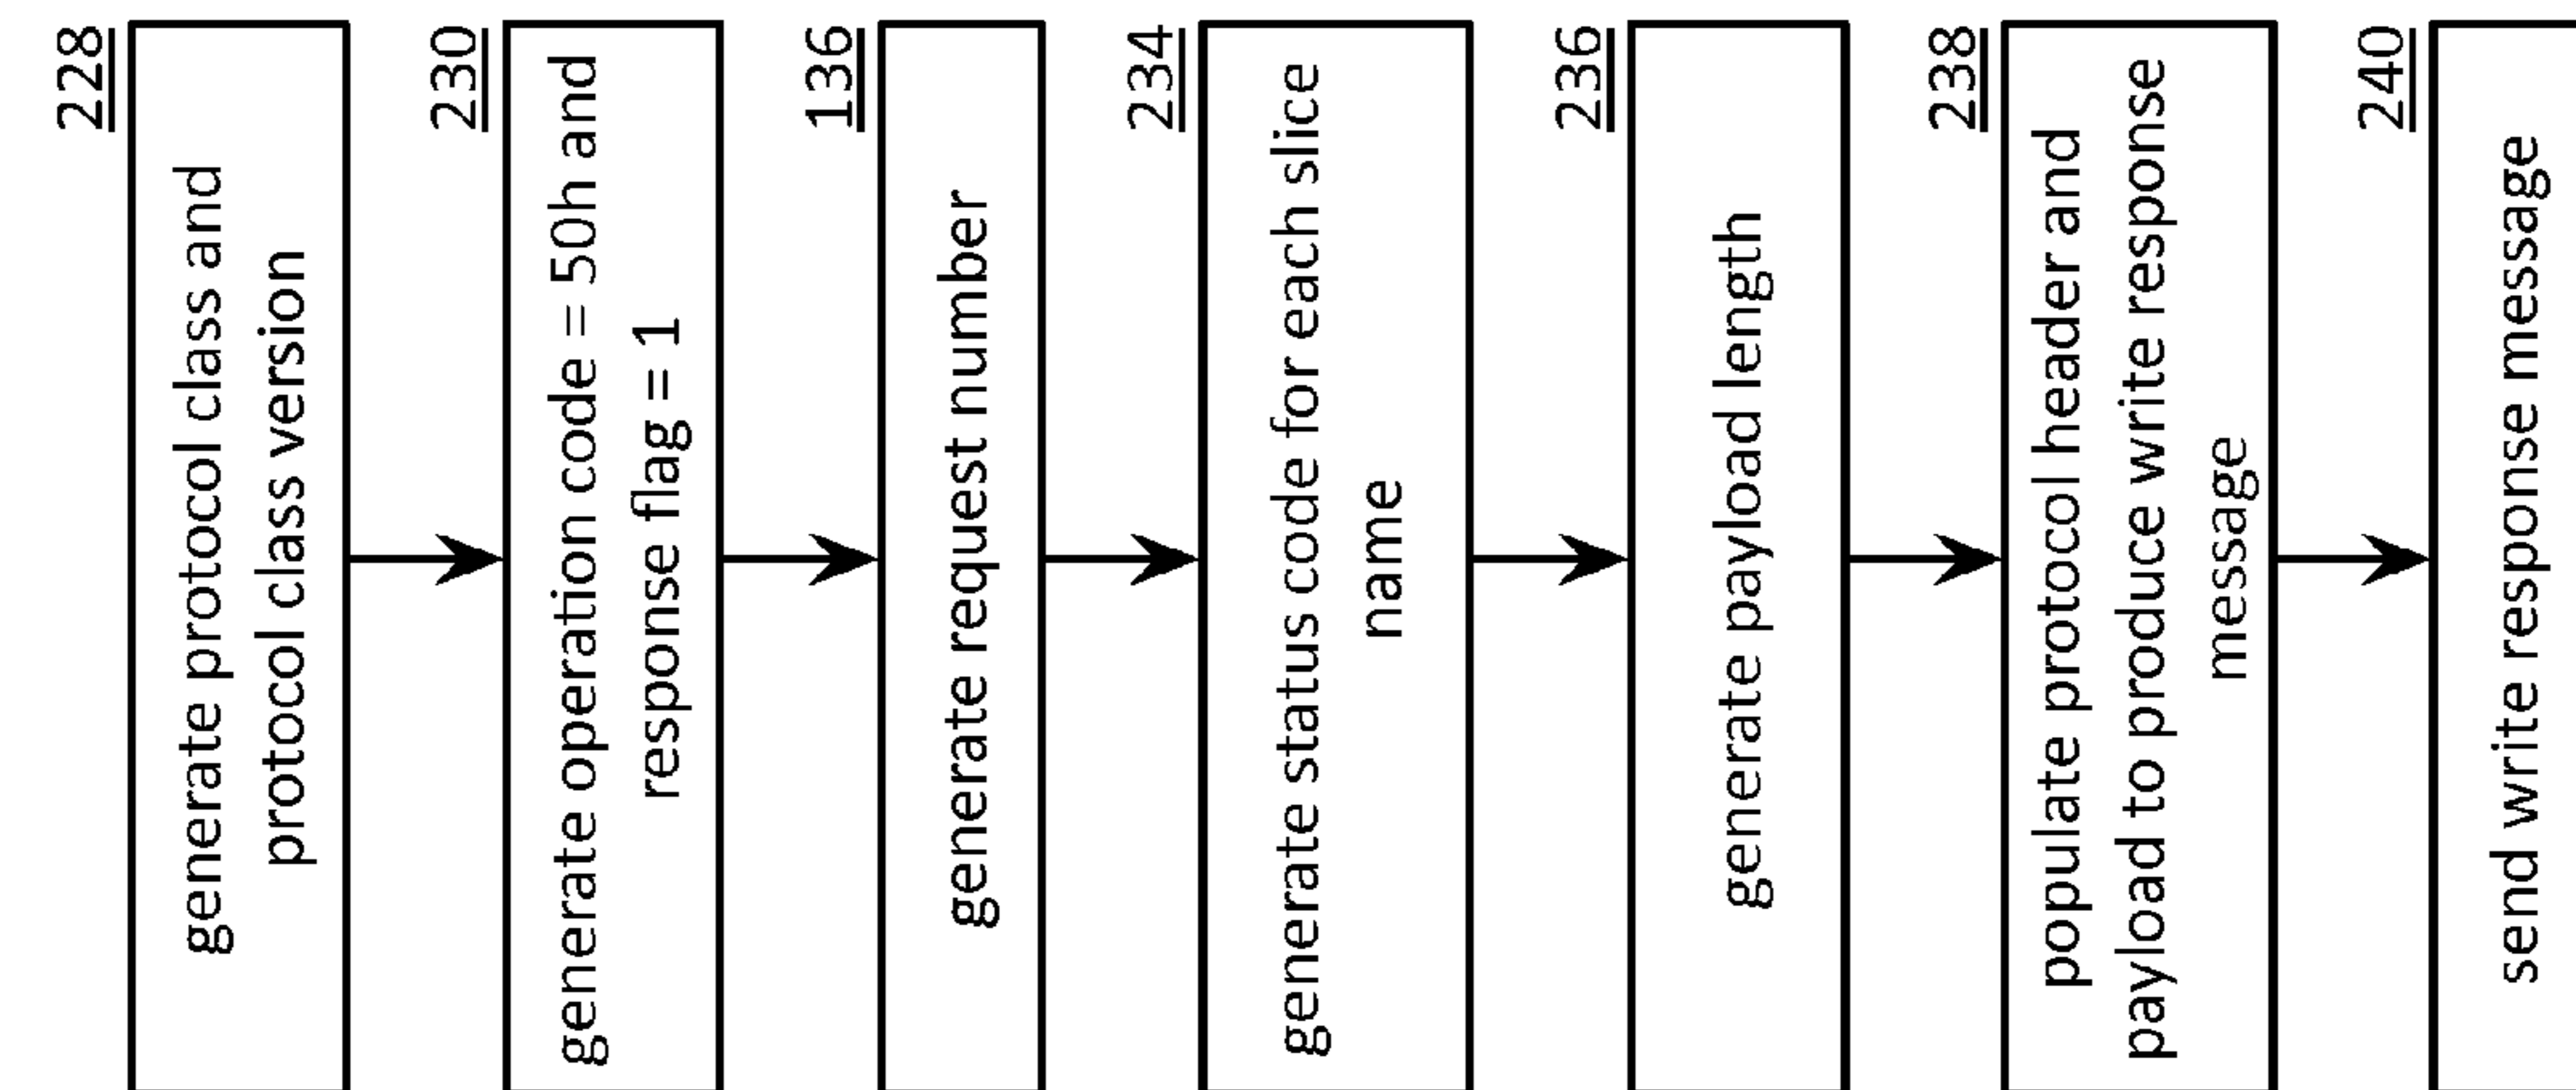 228
generate protocol class and
protocol class version
230
generate operation code = 50h and
response flag = 1
136
generate request number
234
generate status code for each slice
name
236
generate payload length
238
populate protocol header and
payload to produce write response
message
240
send write response message